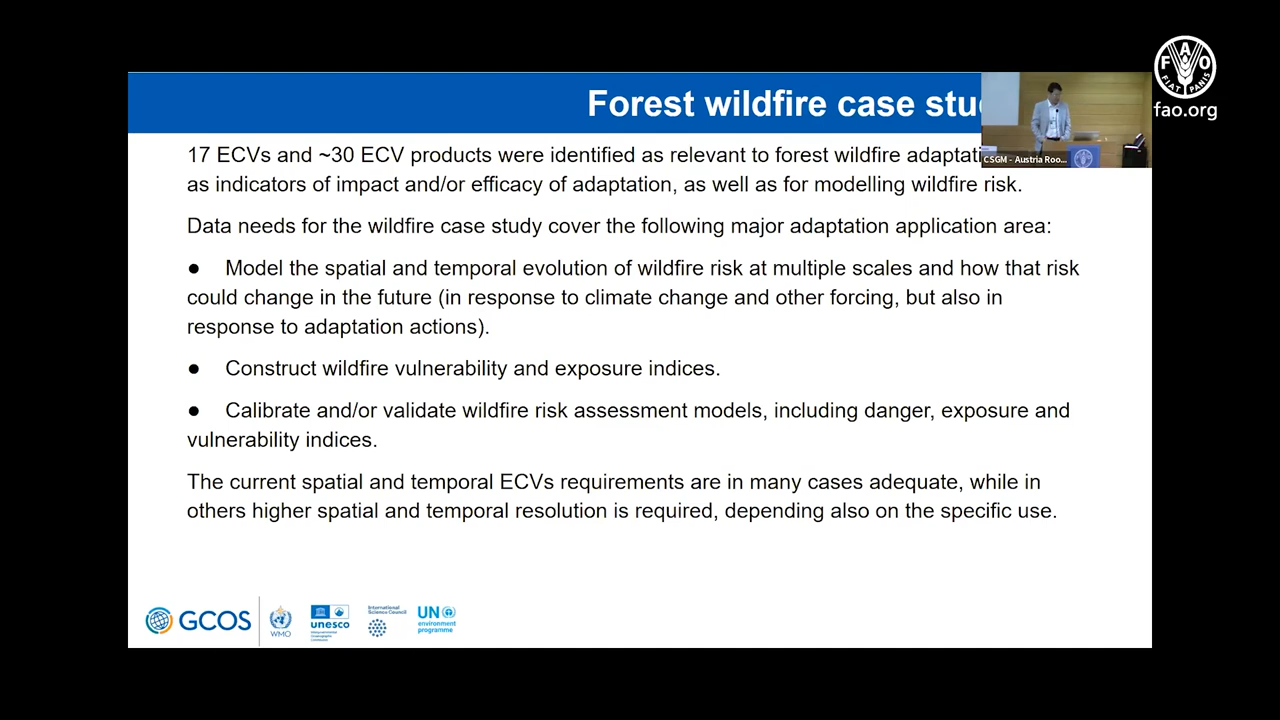 Forest wildfire case stu
FAO
FIAT PANIS
fao.org
CSGM - Austria Roo...
17 ECVs and ~30 ECV products were identified as relevant to forest wildfire adaptati
as indicators of impact and/or efficacy of adaptation, as well as for modelling wildfire risk.
Data needs for the wildfire case study cover the following major adaptation application area:
● Model the spatial and temporal evolution of wildfire risk at multiple scales and how that risk
could change in the future (in response to climate change and other forcing, but also in
response to adaptation actions).
● Construct wildfire vulnerability and exposure indices.
● Calibrate and/or validate wildfire risk assessment models, including danger, exposure and
vulnerability indices.
The current spatial and temporal ECVs requirements are in many cases adequate, while in
others higher spatial and temporal resolution is required, depending also on the specific use.
GCOS
WMO
unesco
International
Science Council
UN
environment
programme